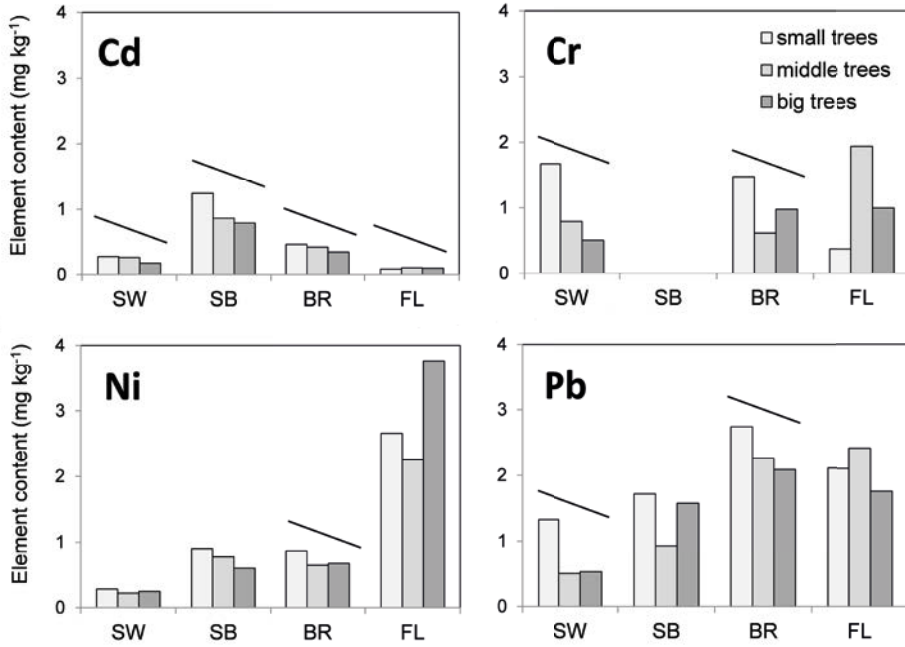 Cd
Element content (mg kg⁻¹)
4
3
2
1
0
SW SB BR FL
Cr
small trees
middle trees
big trees
4
3
2
1
0
SW SB BR FL
Ni
Element content (mg kg⁻¹)
4
3
2
1
0
SW SB BR FL
Pb
4
3
2
1
0
SW SB BR FL